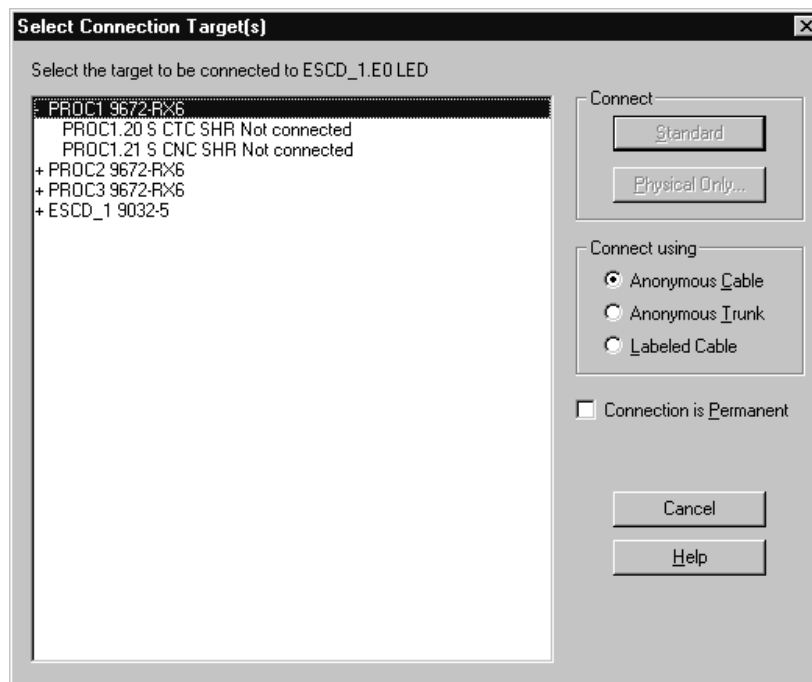 Select Connection Target(s)
Select the target to be connected to ESCD_1.E0 LED
- PROC1 9672-RX6
PROC1.20 S CTC SHR Not connected
PROC1.21 S CNC SHR Not connected
+ PROC2 9672-RX6
+ PROC3 9672-RX6
+ ESCD_1 9032-5
Connect
Standard
Physical Only...
Connect using
Anonymous Cable
Anonymous Trunk
Labeled Cable
Connection is Permanent
Cancel
Help